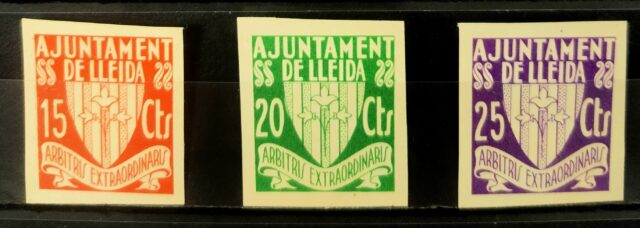 AJUNTAMENT
DE LLEIDA
15 Cts
ARBITRIS EXTRAORDINARIS
AJUNTAMENT
DE LLEIDA
20 Cts
ARBITRIS EXTRAORDINARIS
AJUNTAMENT
DE LLEIDA
25 Cts
ARBITRIS EXTRAORDINARIS